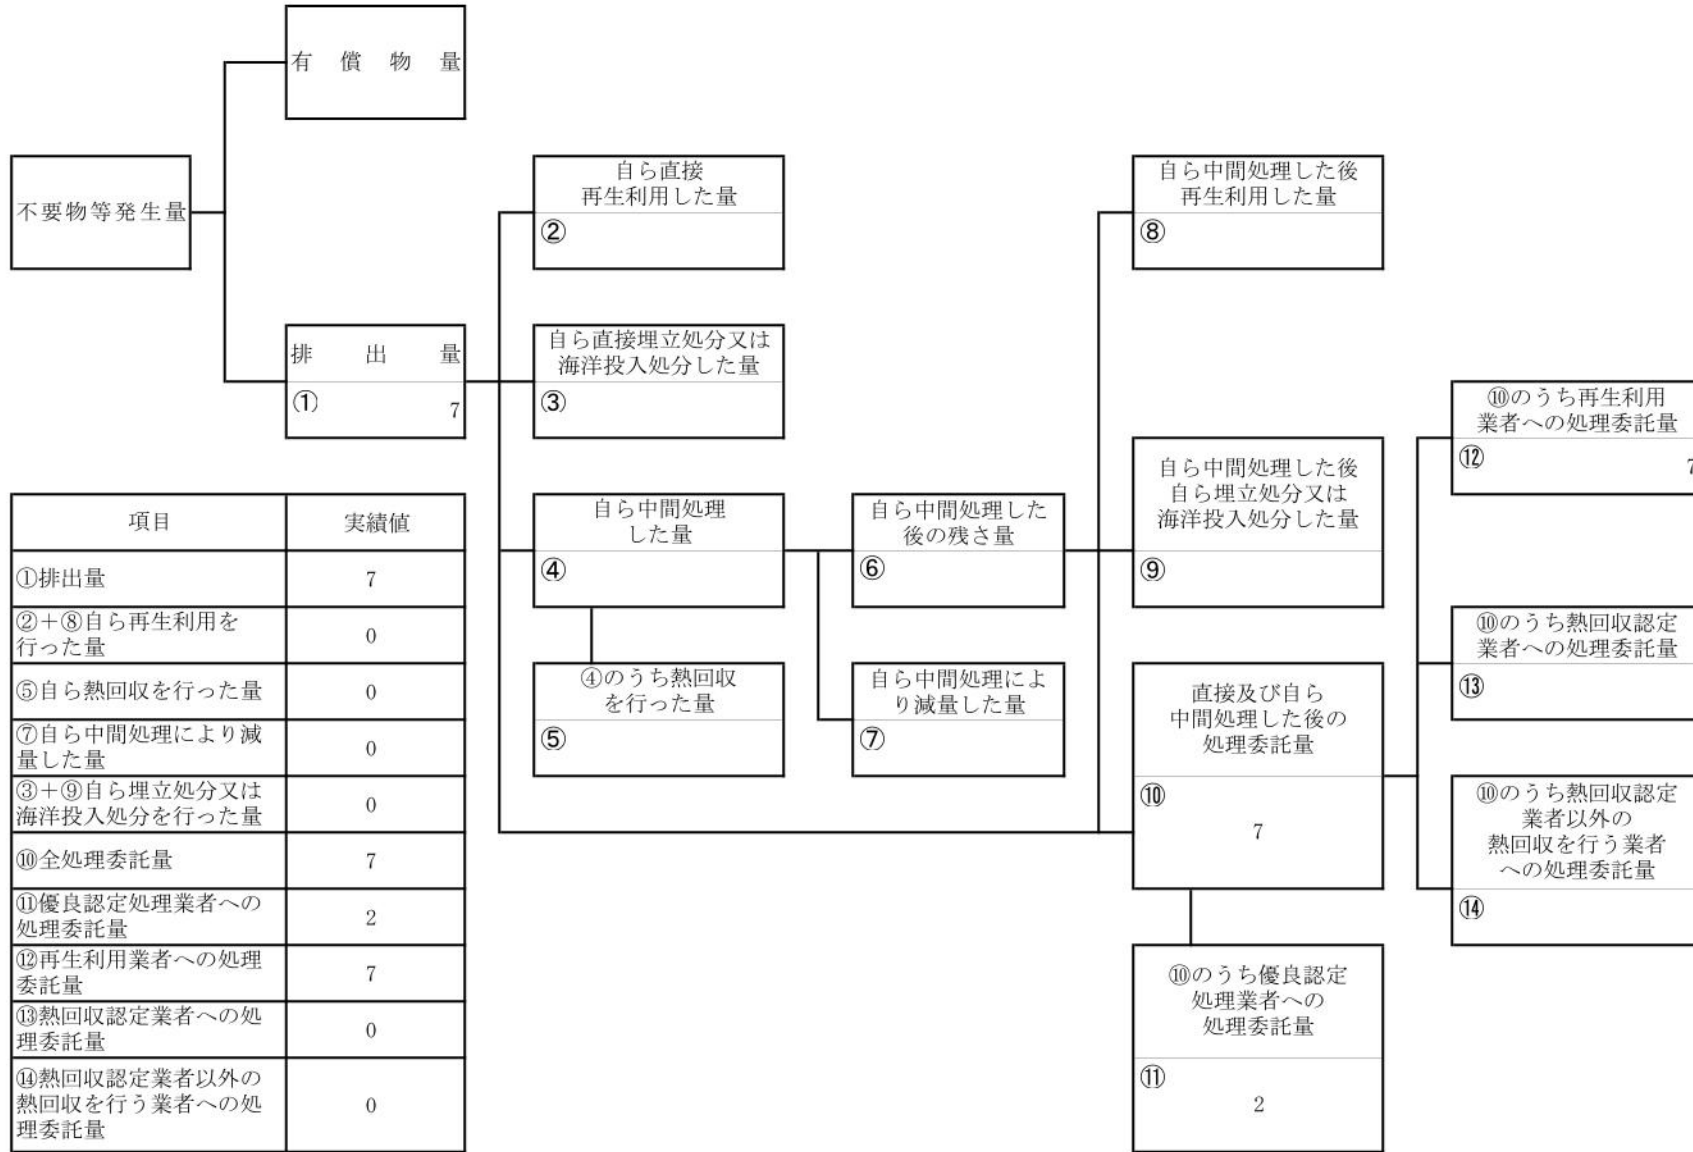 有償物量
不要物等発生量
自ら直接
再生利用した量
②
自ら中間処理した後
再生利用した量
⑧
排出量
①
7
自ら直接埋立処分又は
海洋投入処分した量
③
⑩のうち再生利用
業者への処理委託量
⑫
7
自ら中間処理
した量
④
自ら中間処理した
後の残さ量
⑥
自ら中間処理した後
自ら埋立処分又は
海洋投入処分した量
⑨
⑩のうち熱回収認定
業者への処理委託量
⑬
④のうち熱回収
を行った量
⑤
自ら中間処理によ
り減量した量
⑦
直接及び自ら
中間処理した後の
処理委託量
⑩
7
⑩のうち熱回収認定
業者以外の
熱回収を行う業者
への処理委託量
⑭
⑩のうち優良認定
処理業者への
処理委託量
⑪
2
項目 実績値
①排出量 7
②+⑧自ら再生利用を
行った量 0
⑤自ら熱回収を行った量 0
⑦自ら中間処理により減
量した量 0
③+⑨自ら埋立処分又は
海洋投入処分を行った量 0
⑩全処理委託量 7
⑪優良認定処理業者への
処理委託量 2
⑫再生利用業者への処理
委託量 7
⑬熱回収認定業者への処
理委託量 0
⑭熱回収認定業者以外の
熱回収を行う業者への処
理委託量 0